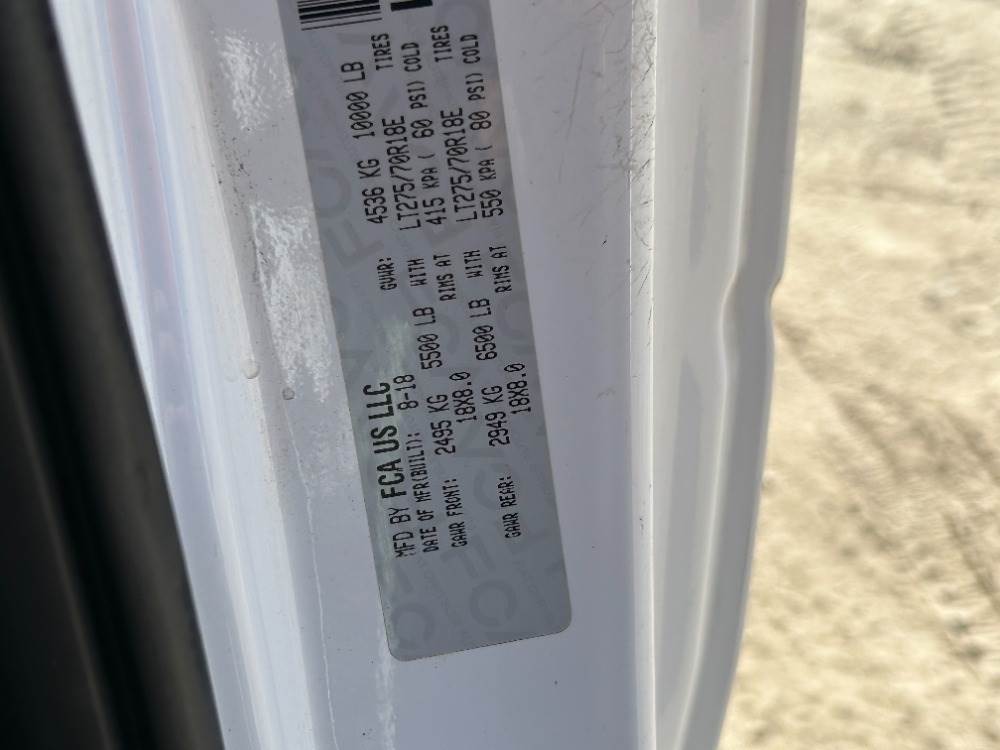 MFD BY FCA US LLC
DATE OF MFR(BUILT): 8-18 GVWR: 4536 KG 10000 LB
GAWR FRONT: 2495 KG 5500 LB WITH LT275/70R18E TIRES
18X8.0 RIMS AT 415 KPA ( 60 PSI) COLD
GAWR REAR: 2949 KG 6500 LB WITH LT275/70R18E TIRES
18X8.0 RIMS AT 550 KPA ( 80 PSI) COLD